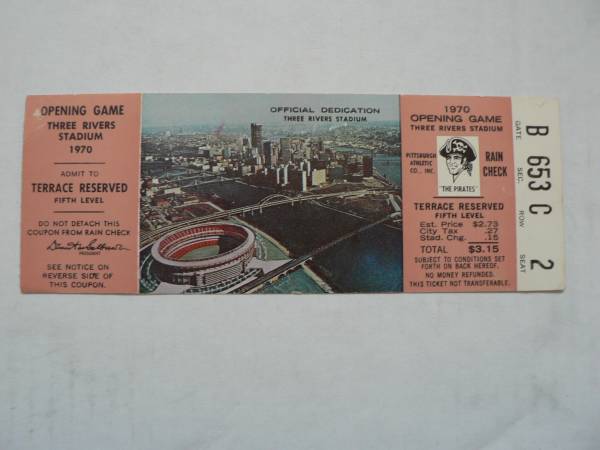 OPENING GAME
THREE RIVERS
STADIUM
1970
ADMIT TO
TERRACE RESERVED
FIFTH LEVEL
DO NOT DETACH THIS
COUPON FROM RAIN CHECK
PRESIDENT
SEE NOTICE ON
REVERSE SIDE OF
THIS COUPON.
OFFICIAL DEDICATION
THREE RIVERS STADIUM
1970
OPENING GAME
THREE RIVERS STADIUM
PITTSBURGH
ATHLETIC
CO., INC.
"THE PIRATES"
RAIN
CHECK
TERRACE RESERVED
FIFTH LEVEL
Est. Price $2.73
City Tax .27
Stad. Chg. .15
TOTAL $3.15
SUBJECT TO CONDITIONS SET
FORTH ON BACK HEREOF.
NO MONEY REFUNDED.
THIS TICKET NOT TRANSFERABLE.
GATE B
SEC. 653
ROW C
SEAT 2